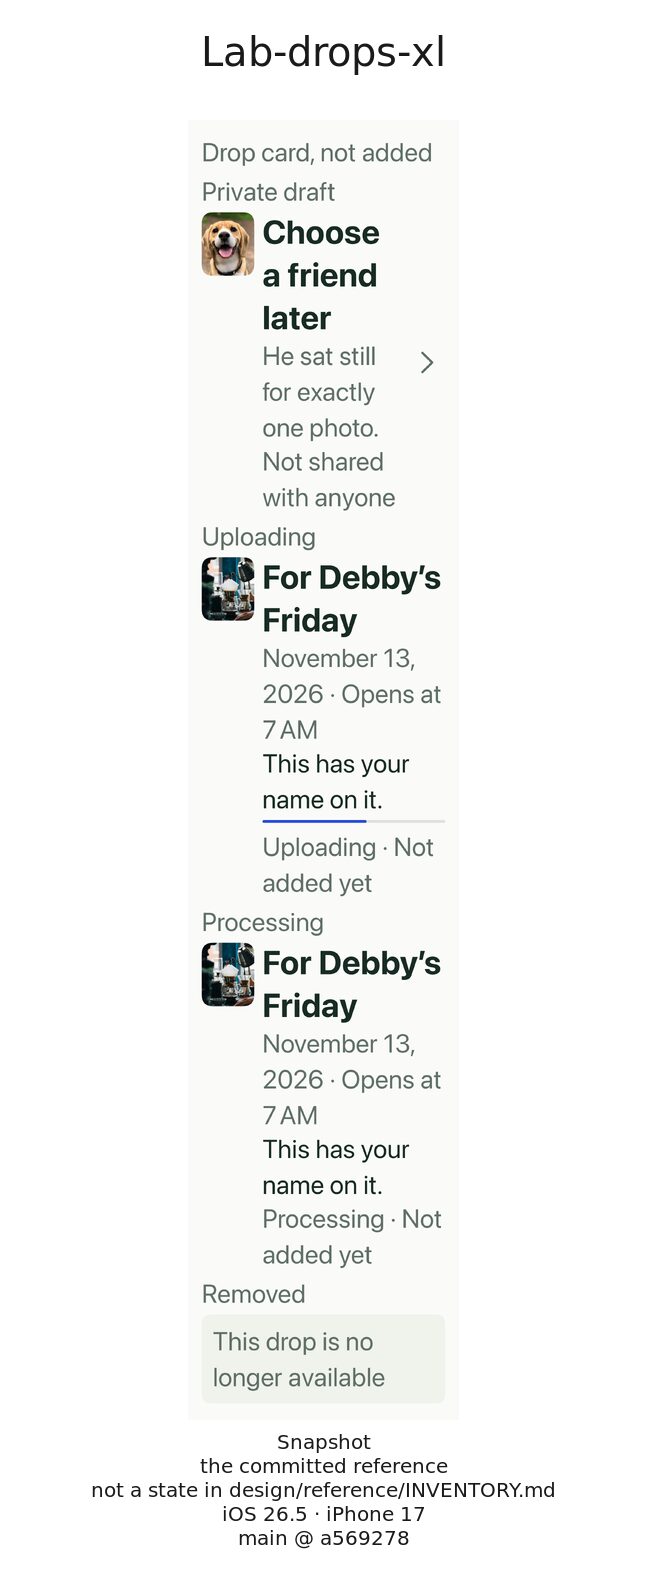 Lab-drops-xl
Drop card, not added
Private draft
Choose
a friend
later
He sat still
for exactly
one photo.
Not shared
with anyone
Uploading
For Debby’s
Friday
November 13,
2026 · Opens at
7 AM
This has your
name on it.
Uploading · Not
added yet
Processing
For Debby’s
Friday
November 13,
2026 · Opens at
7 AM
This has your
name on it.
Processing · Not
added yet
Removed
This drop is no
longer available
Snapshot
the committed reference
not a state in design/reference/INVENTORY.md
iOS 26.5 · iPhone 17
main @ a569278